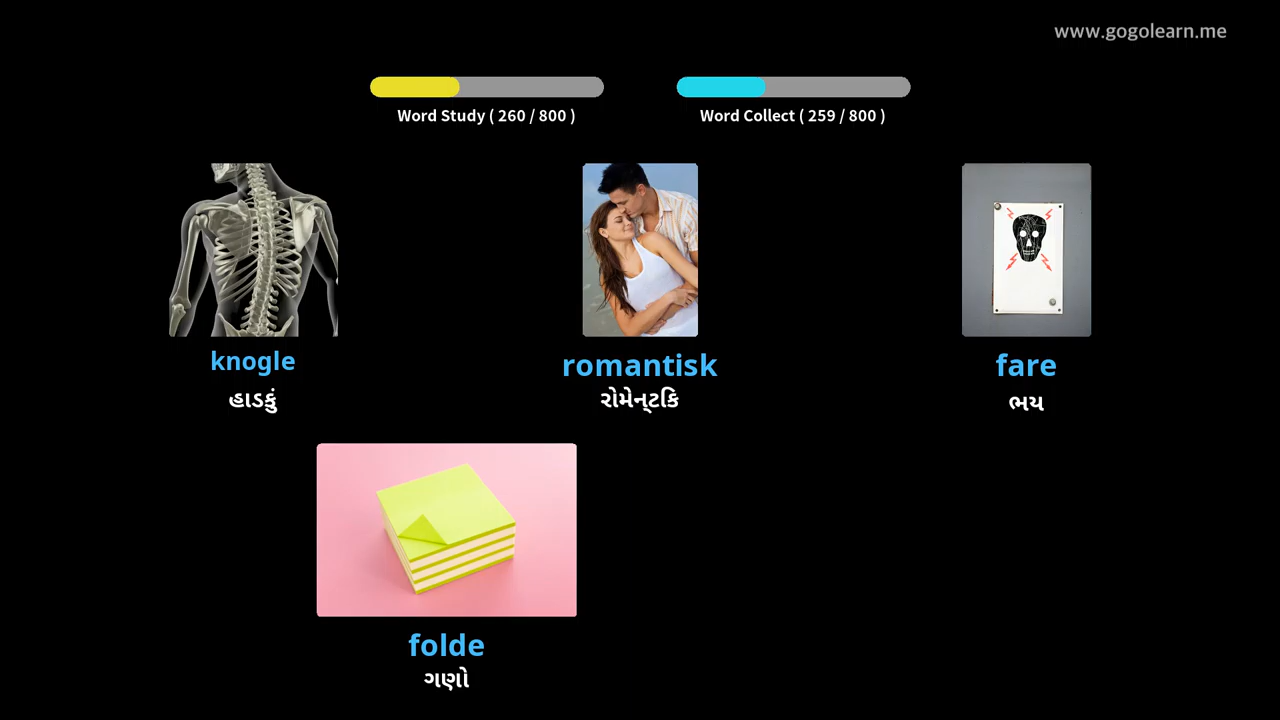 www.gogolearn.me
Word Study ( 260 / 800 )
Word Collect ( 259 / 800 )
knogle
હાડકું
romantisk
રોમેન્ટિક
fare
ભય
folde
ગણો